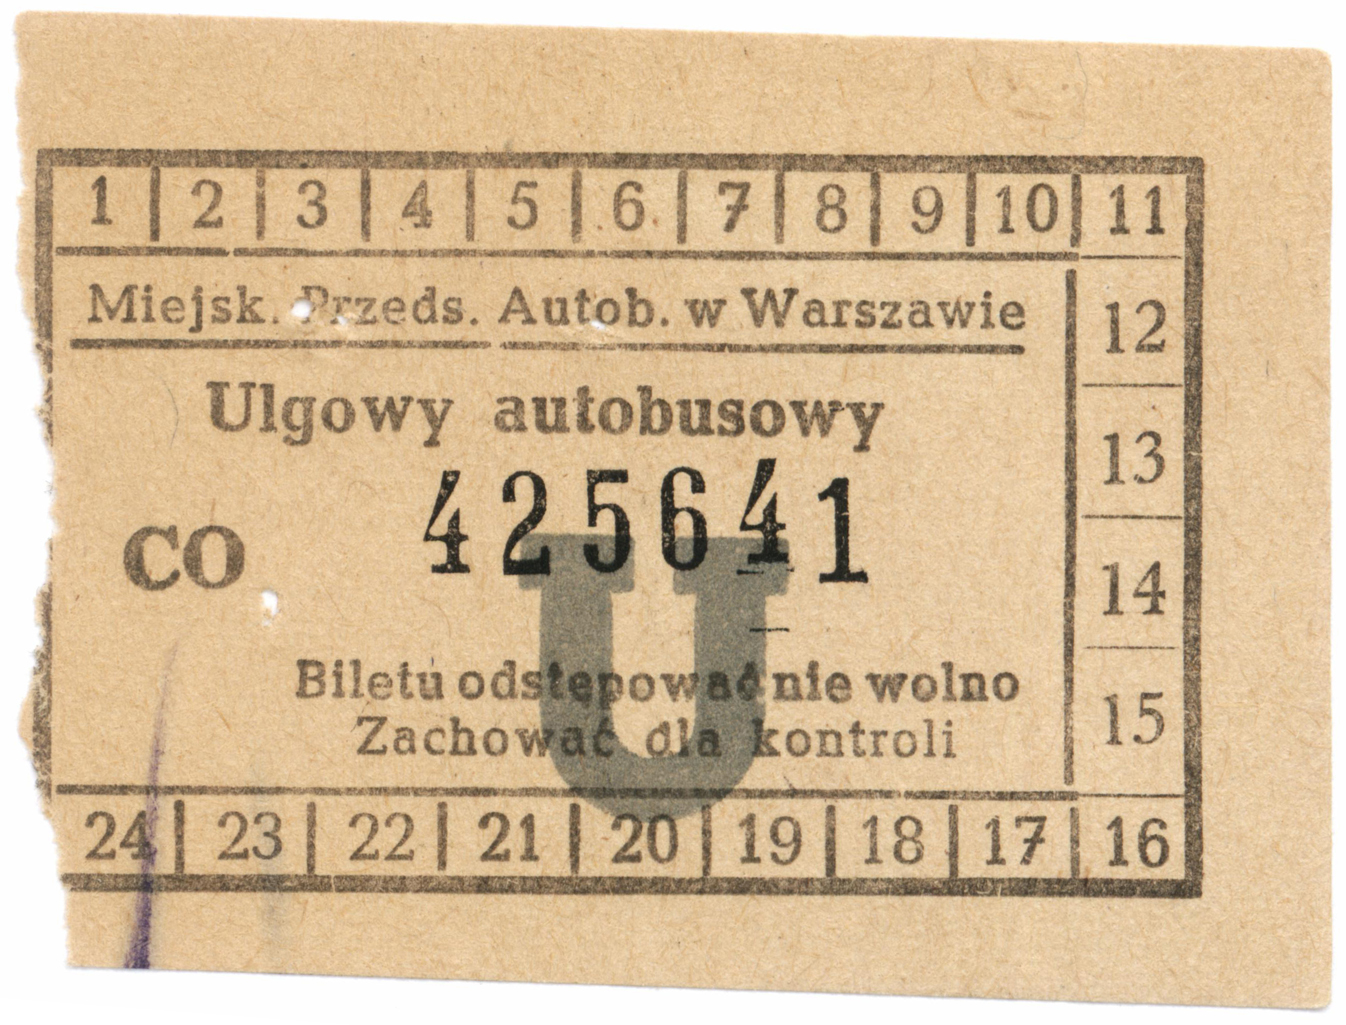 1 2 3 4 5 6 7 8 9 10 11
Miejsk. Przeds. Autob. w Warszawie
12
Ulgowy autobusowy
13
425641
CO
14
U
Biletu odstępować nie wolno
15
Zachować dla kontroli
24 23 22 21 20 19 18 17 16